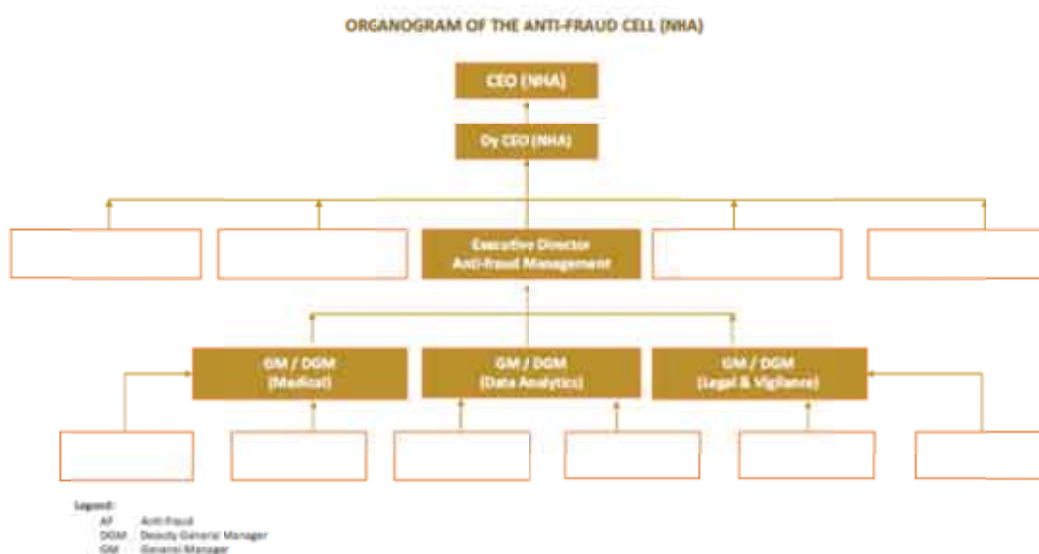 ORGANOGRAM OF THE ANTI-FRAUD CELL (NHA)
CEO (NHA)
Dy CEO (NHA)
Executive Director
Anti-fraud Management
GM / DGM
(Medical)
GM / DGM
(Data Analytics)
GM / DGM
(Legal & Vigilance)
Legend:
AF Anti-fraud
DGM Deputy General Manager
GM General Manager